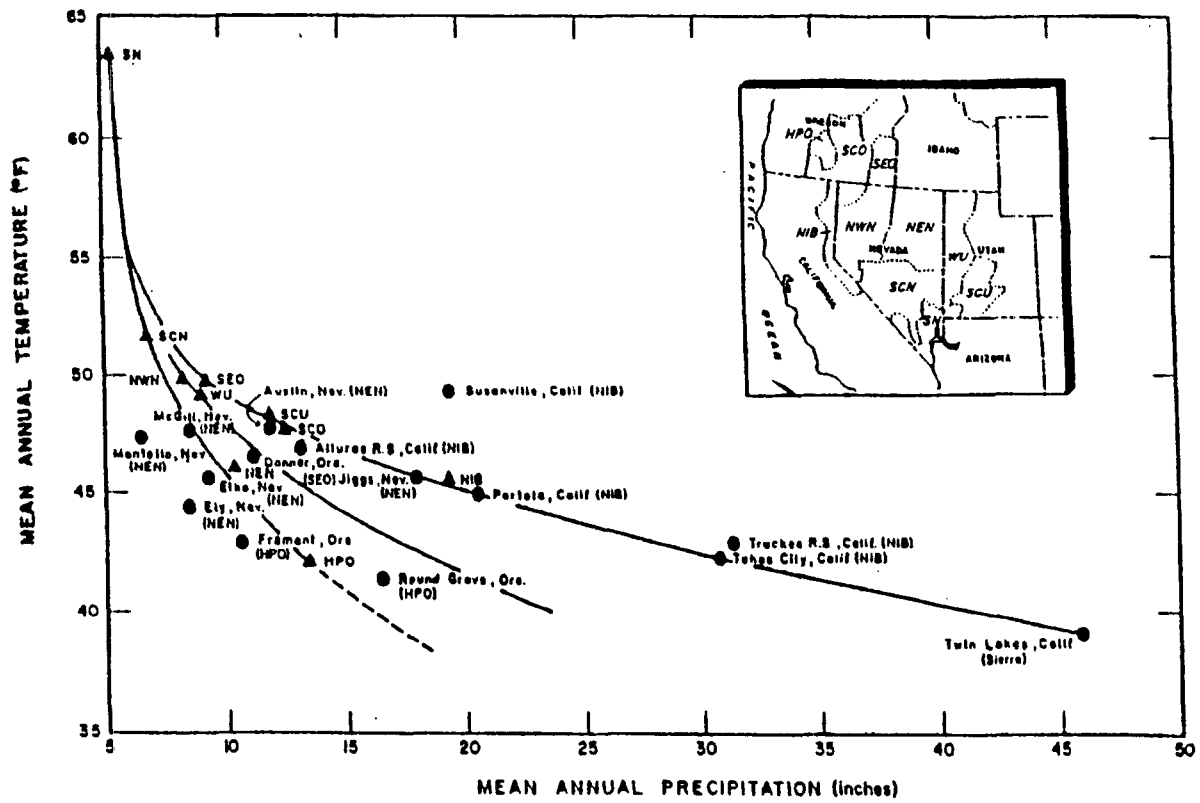 65
60
55
50
45
40
35
MEAN ANNUAL TEMPERATURE (°F)
SN
SCN
NWN
SEO
WU
Austin, Nev. (NEN)
Susanville, Calif (NIB)
McGill, Nev.
(NEN)
SCU
SCO
Montello, Nev
(NEN)
Alturas R.S., Calif (NIB)
NEN
Danner, Ore.
(SEO)
Jiggs, Nev.
(NEN)
NIB
Elko, Nev
(NEN)
Portola, Calif (NIB)
Ely, Nev.
(NEN)
Fremont, Ore
(HPO)
HPO
Truckee R.S., Calif. (NIB)
Tahoe City, Calif (NIB)
Round Grove, Ore.
(HPO)
Twin Lakes, Calif
(Sierra)
5 10 15 20 25 30 35 40 45 50
MEAN ANNUAL PRECIPITATION (inches)
OREGON
HPO
SCO
SEO
IDAHO
PACIFIC
NIB
NWN
NEN
NEVADA
WU
UTAH
CALIFORNIA
SCN
SCU
SN
OCEAN
ARIZONA